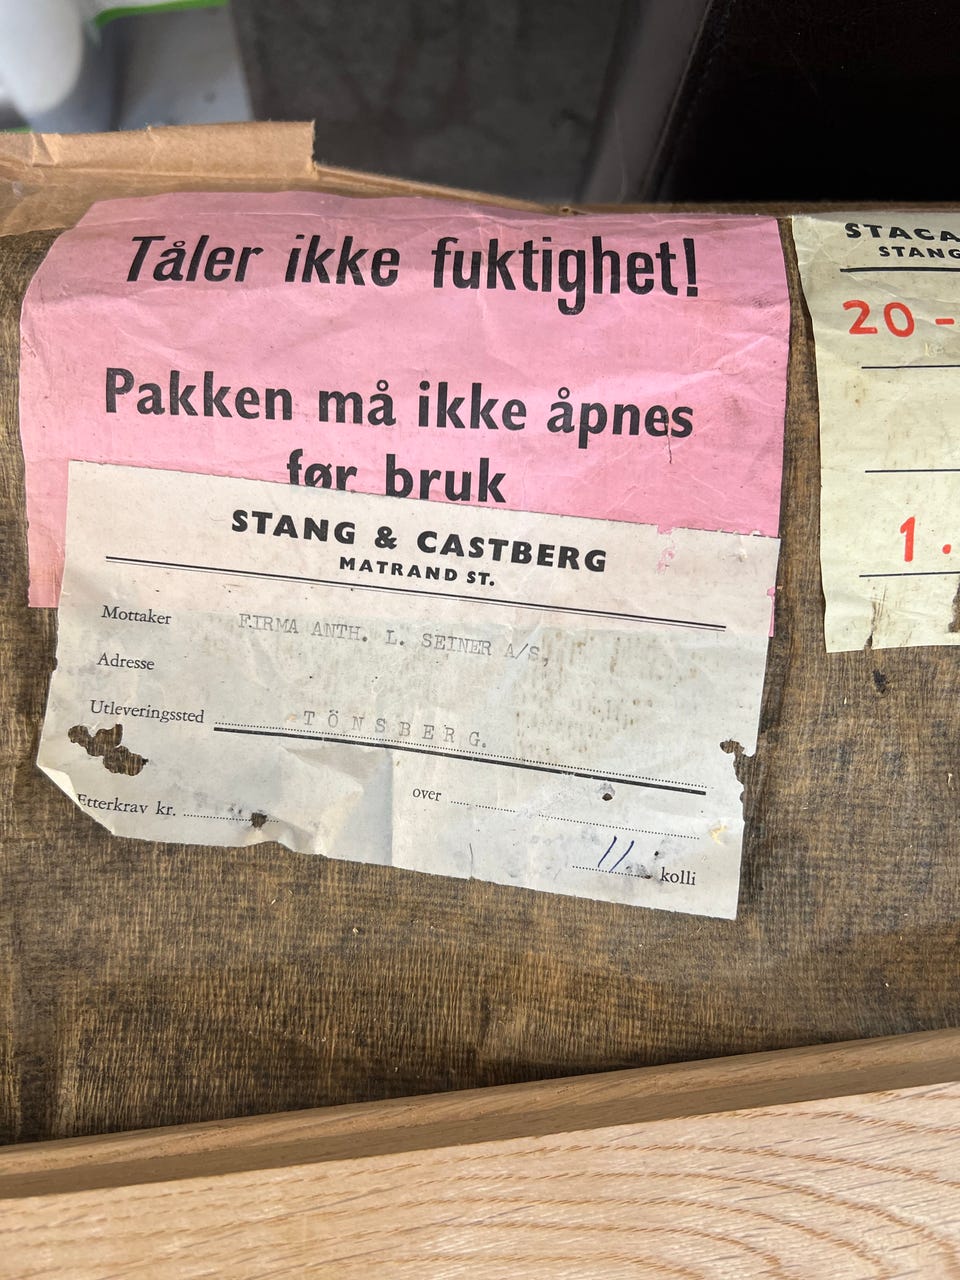 Tåler ikke fuktighet!
Pakken må ikke åpnes
før bruk
STANG & CASTBERG
MATRAND ST.
Mottaker FIRMA ANTH. L. SEINER A/S,
Adresse
Utleveringssted TÖNSBERG.
Etterkrav kr. over
11 kolli
STACA
STANG
20-
1.